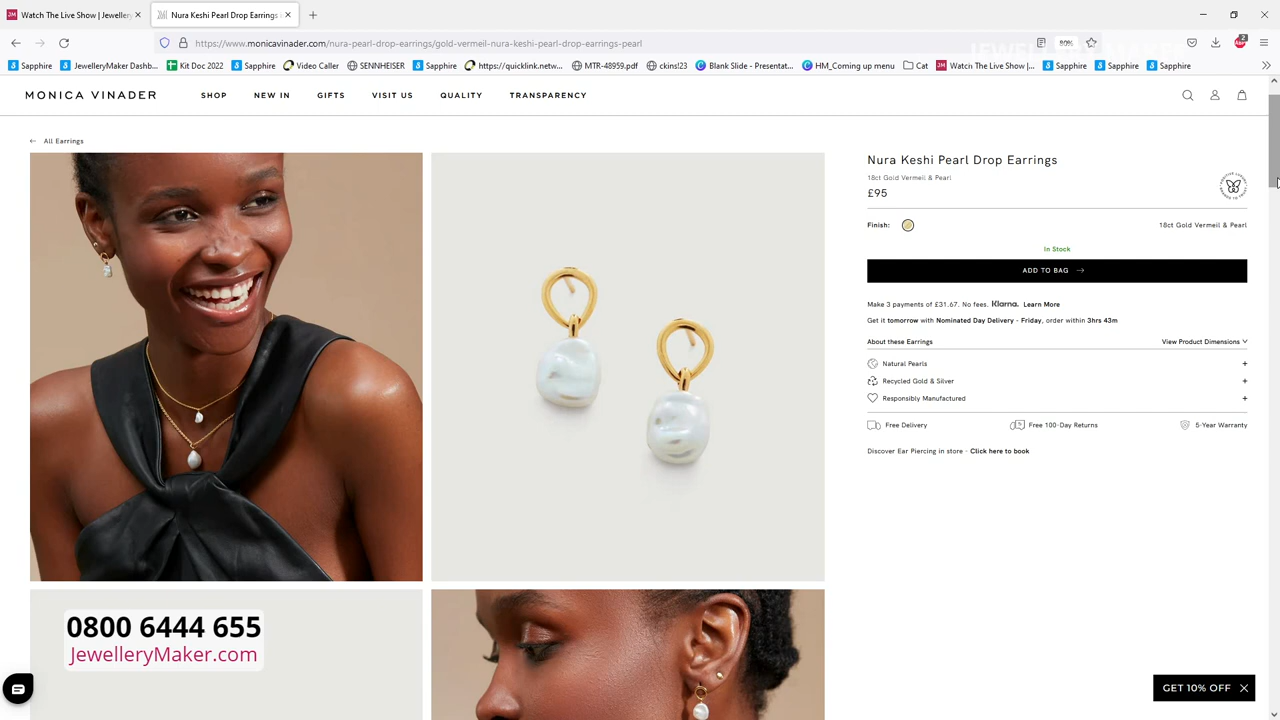 Watch The Live Show | Jewellery
Nura Keshi Pearl Drop Earrings I
https://www.monicavinader.com/nura-keshi-pearl-drop-earrings/gold-vermeil-nura-keshi-pearl-drop-earrings-pearl
80%
2
Sapphire
JewelleryMaker Dashb...
Kit Doc 2022
Sapphire
Video Caller
SENNHEISER
Sapphire
https://quicklink.netw...
MTR-48959.pdf
ckins!23
Blank Slide - Presentat...
HM_Coming up menu
Cat
Watch The Live Show |...
Sapphire
Sapphire
Sapphire
MONICA VINADER
SHOP
NEW IN
GIFTS
VISIT US
QUALITY
TRANSPARENCY
← All Earrings
Nura Keshi Pearl Drop Earrings
18ct Gold Vermeil & Pearl
£95
Finish:
18ct Gold Vermeil & Pearl
In Stock
ADD TO BAG →
Make 3 payments of £31.67. No fees. Klarna. Learn More
Get it tomorrow with Nominated Day Delivery - Friday, order within 3hrs 43m
About these Earrings
View Product Dimensions
Natural Pearls +
Recycled Gold & Silver +
Responsibly Manufactured +
Free Delivery
Free 100-Day Returns
5-Year Warranty
Discover Ear Piercing in store - Click here to book
0800 6444 655
JewelleryMaker.com
GET 10% OFF